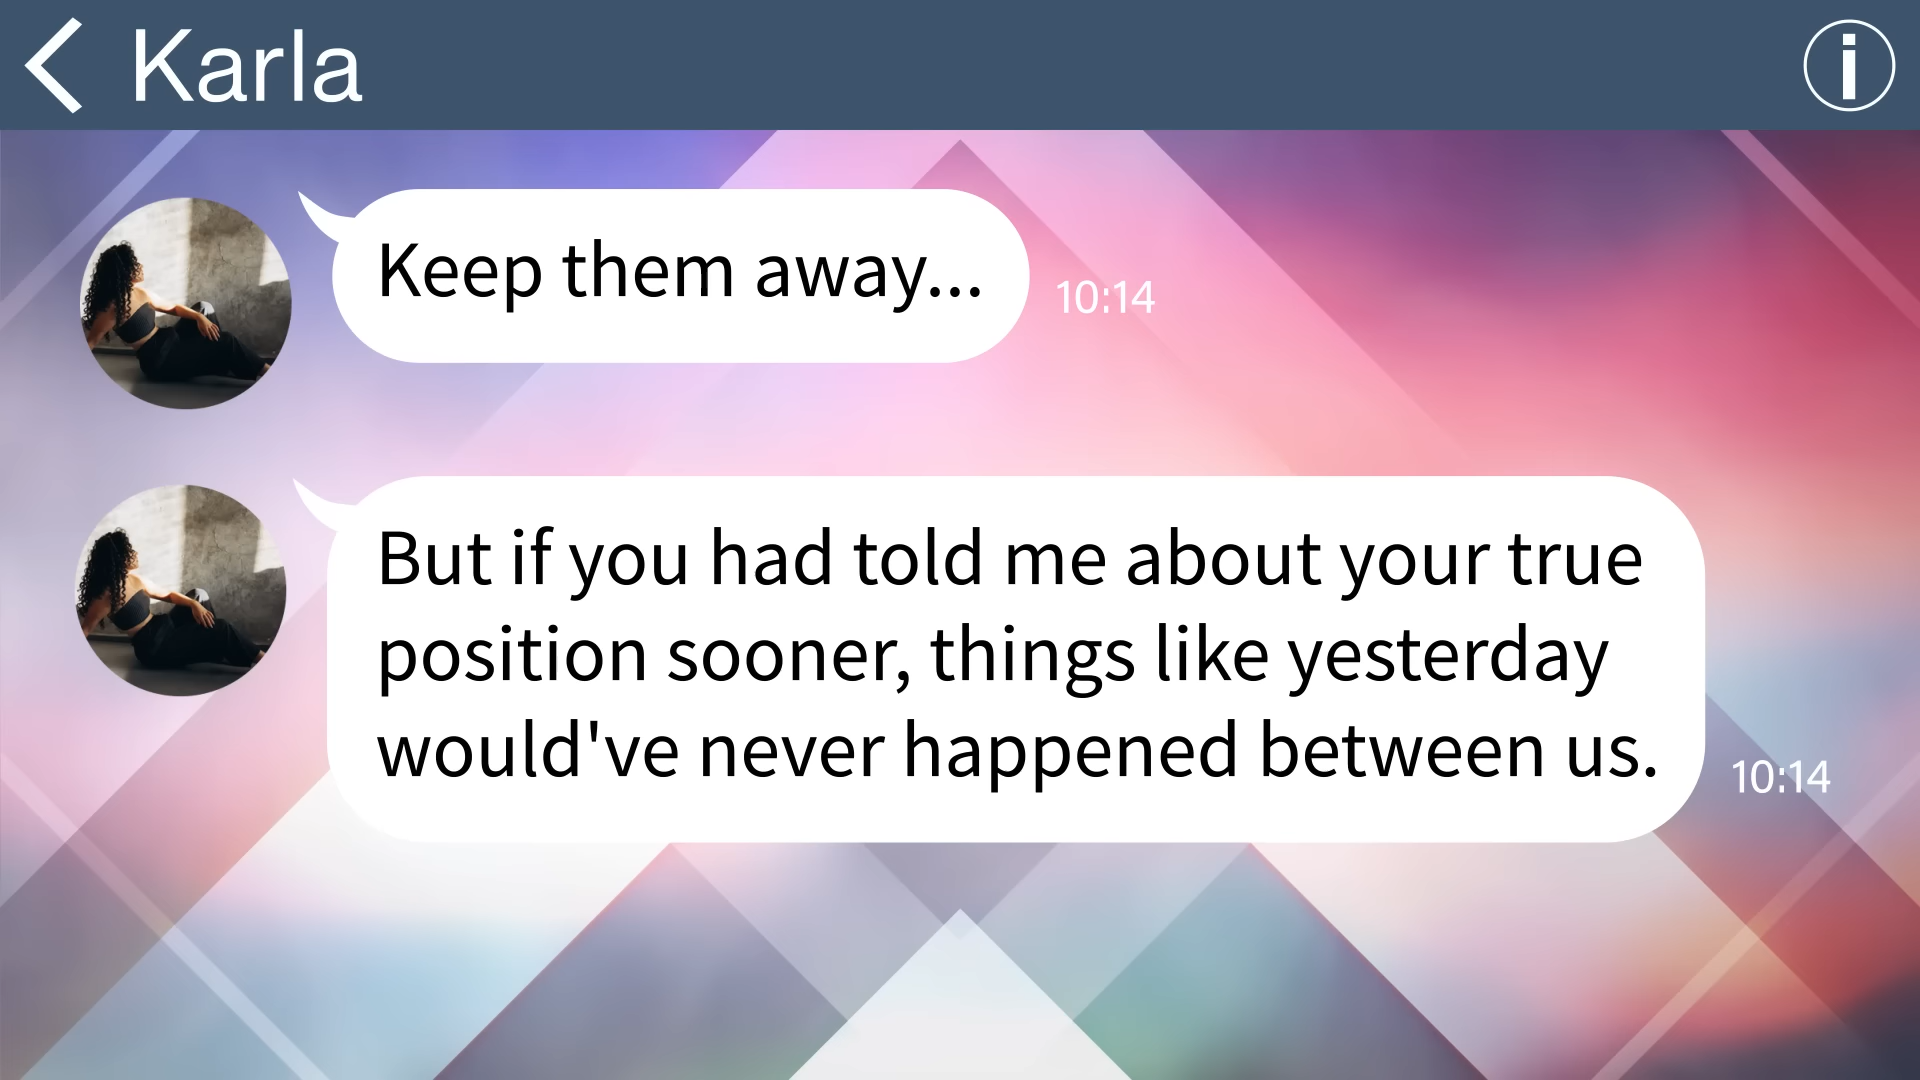 Karla
Keep them away...
10:14
But if you had told me about your true
position sooner, things like yesterday
would've never happened between us.
10:14